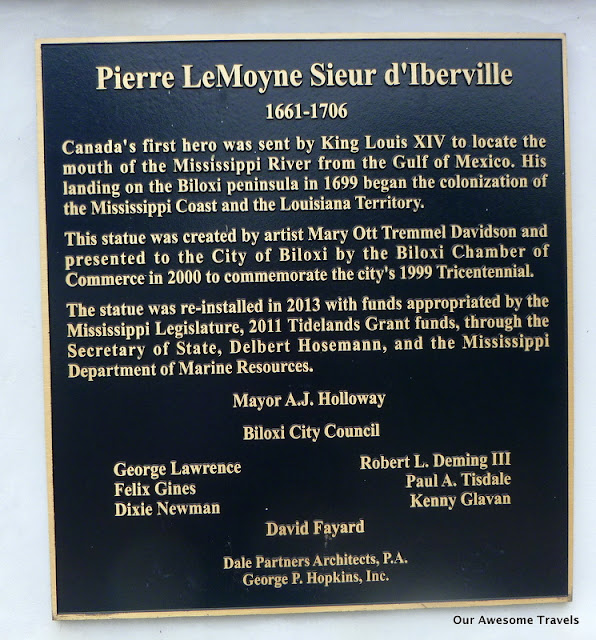 Pierre LeMoyne Sieur d'Iberville
1661-1706
Canada's first hero was sent by King Louis XIV to locate the
mouth of the Mississippi River from the Gulf of Mexico. His
landing on the Biloxi peninsula in 1699 began the colonization of
the Mississippi Coast and the Louisiana Territory.
This statue was created by artist Mary Ott Tremmel Davidson and
presented to the City of Biloxi by the Biloxi Chamber of
Commerce in 2000 to commemorate the city's 1999 Tricentennial.
The statue was re-installed in 2013 with funds appropriated by the
Mississippi Legislature, 2011 Tidelands Grant funds, through the
Secretary of State, Delbert Hosemann, and the Mississippi
Department of Marine Resources.
Mayor A.J. Holloway
Biloxi City Council
George Lawrence
Felix Gines
Dixie Newman
Robert L. Deming III
Paul A. Tisdale
Kenny Glavan
David Fayard
Dale Partners Architects, P.A.
George P. Hopkins, Inc.
Our Awesome Travels